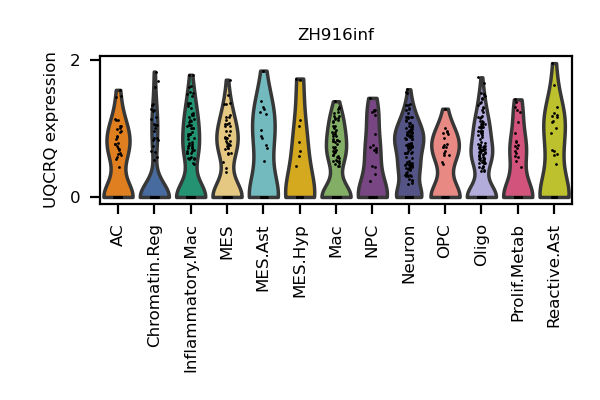 ZH916inf
UQCRQ expression
2
0
AC
Chromatin.Reg
Inflammatory.Mac
MES
MES.Ast
MES.Hyp
Mac
NPC
Neuron
OPC
Oligo
Prolif.Metab
Reactive.Ast